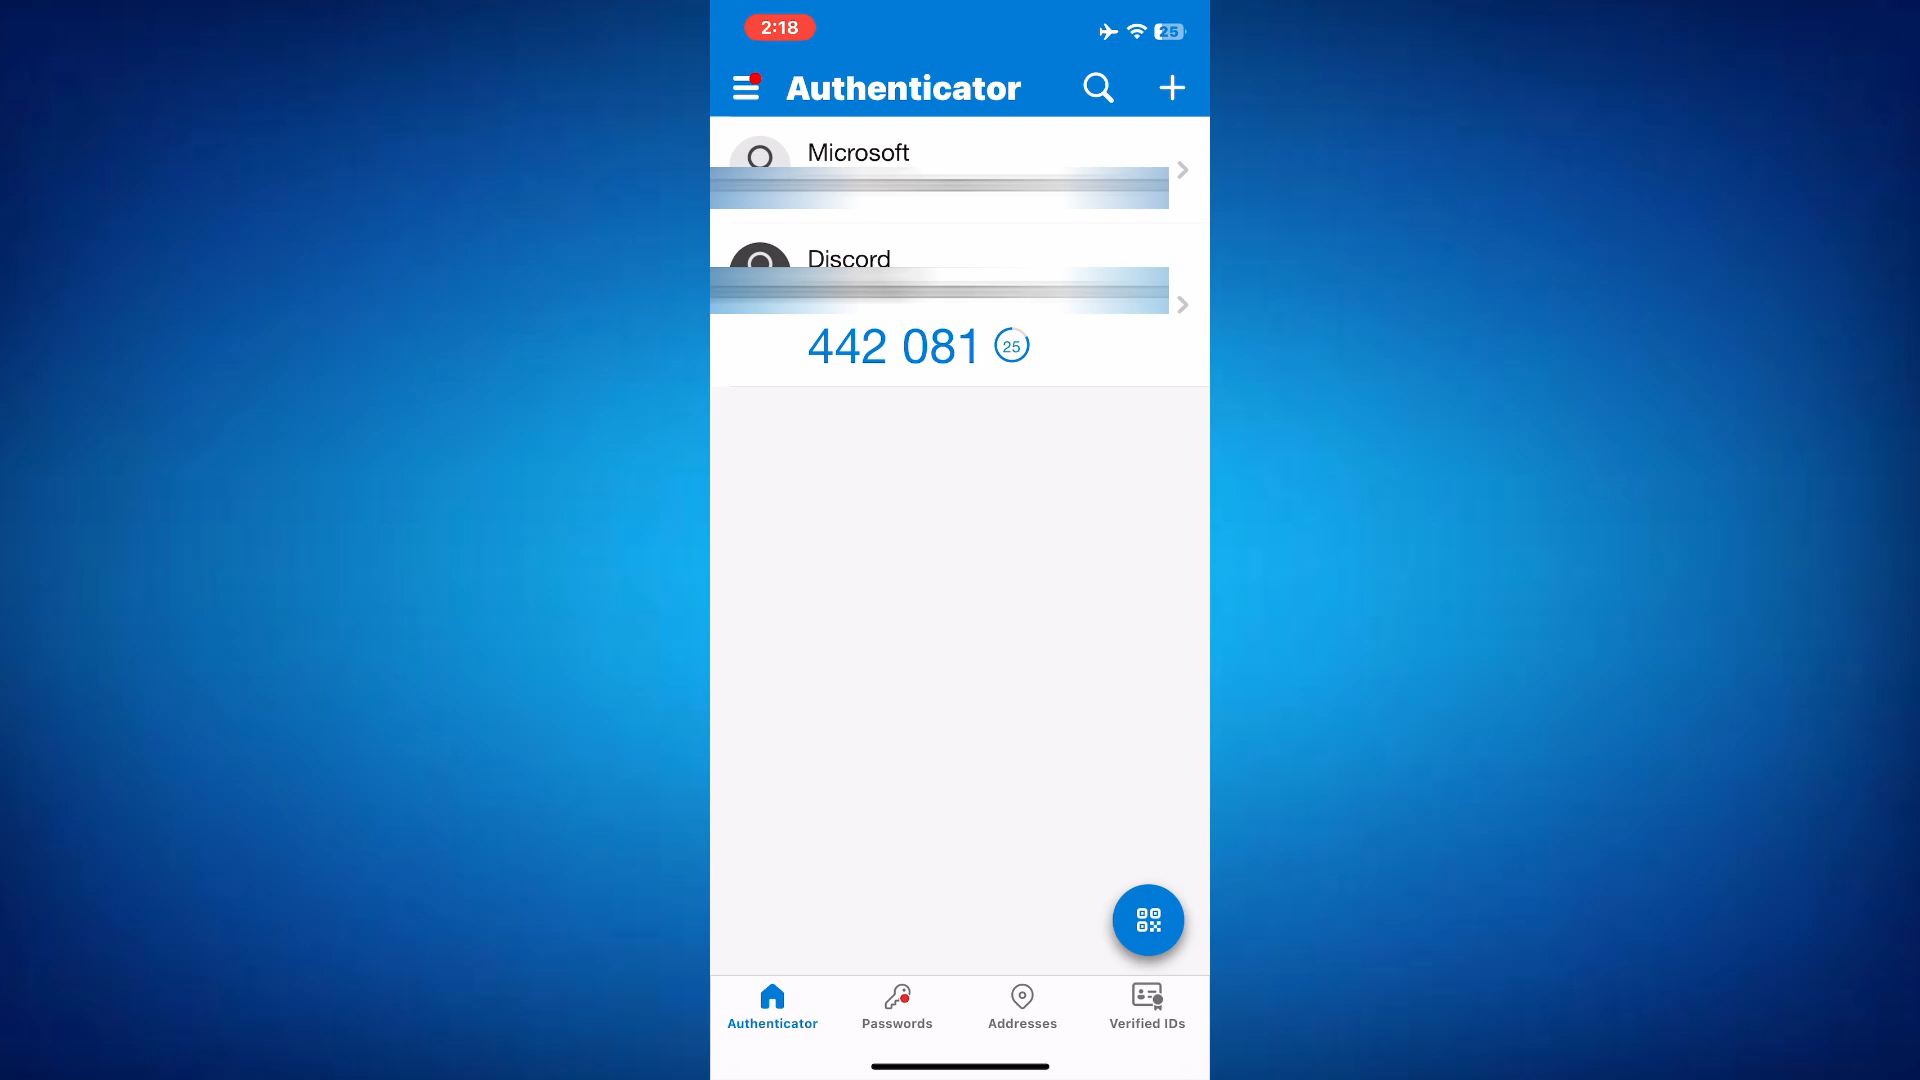 2:18
25
Authenticator
Microsoft
Discord
442 081
25
Authenticator
Passwords
Addresses
Verified IDs